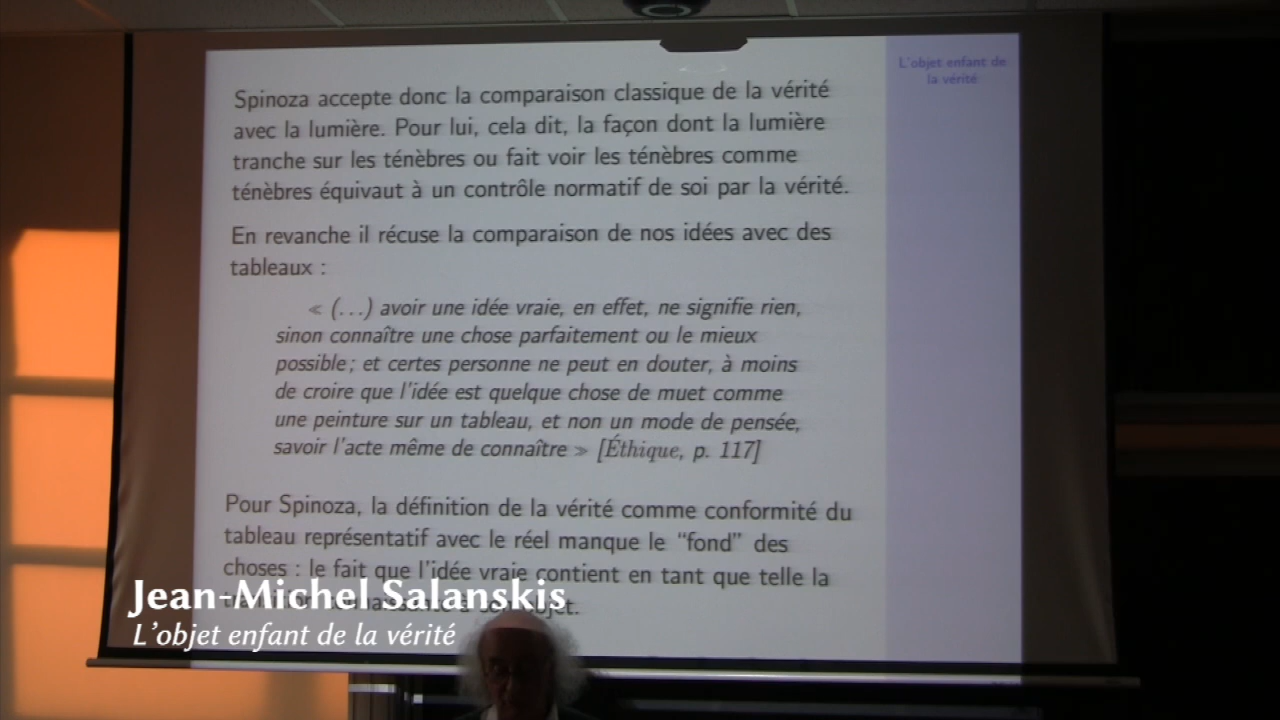 L'objet enfant de
la vérité
Spinoza accepte donc la comparaison classique de la vérité
avec la lumière. Pour lui, cela dit, la façon dont la lumière
tranche sur les ténèbres ou fait voir les ténèbres comme
ténèbres équivaut à un contrôle normatif de soi par la vérité.
En revanche il récuse la comparaison de nos idées avec des
tableaux :
« (...) avoir une idée vraie, en effet, ne signifie rien,
sinon connaître une chose parfaitement ou le mieux
possible ; et certes personne ne peut en douter, à moins
de croire que l'idée est quelque chose de muet comme
une peinture sur un tableau, et non un mode de pensée,
savoir l'acte même de connaître » [Éthique, p. 117]
Pour Spinoza, la définition de la vérité comme conformité du
tableau représentatif avec le réel manque le “fond” des
choses : le fait que l'idée vraie contient en tant que telle la
objet.
Jean-Michel Salanskis
L'objet enfant de la vérité